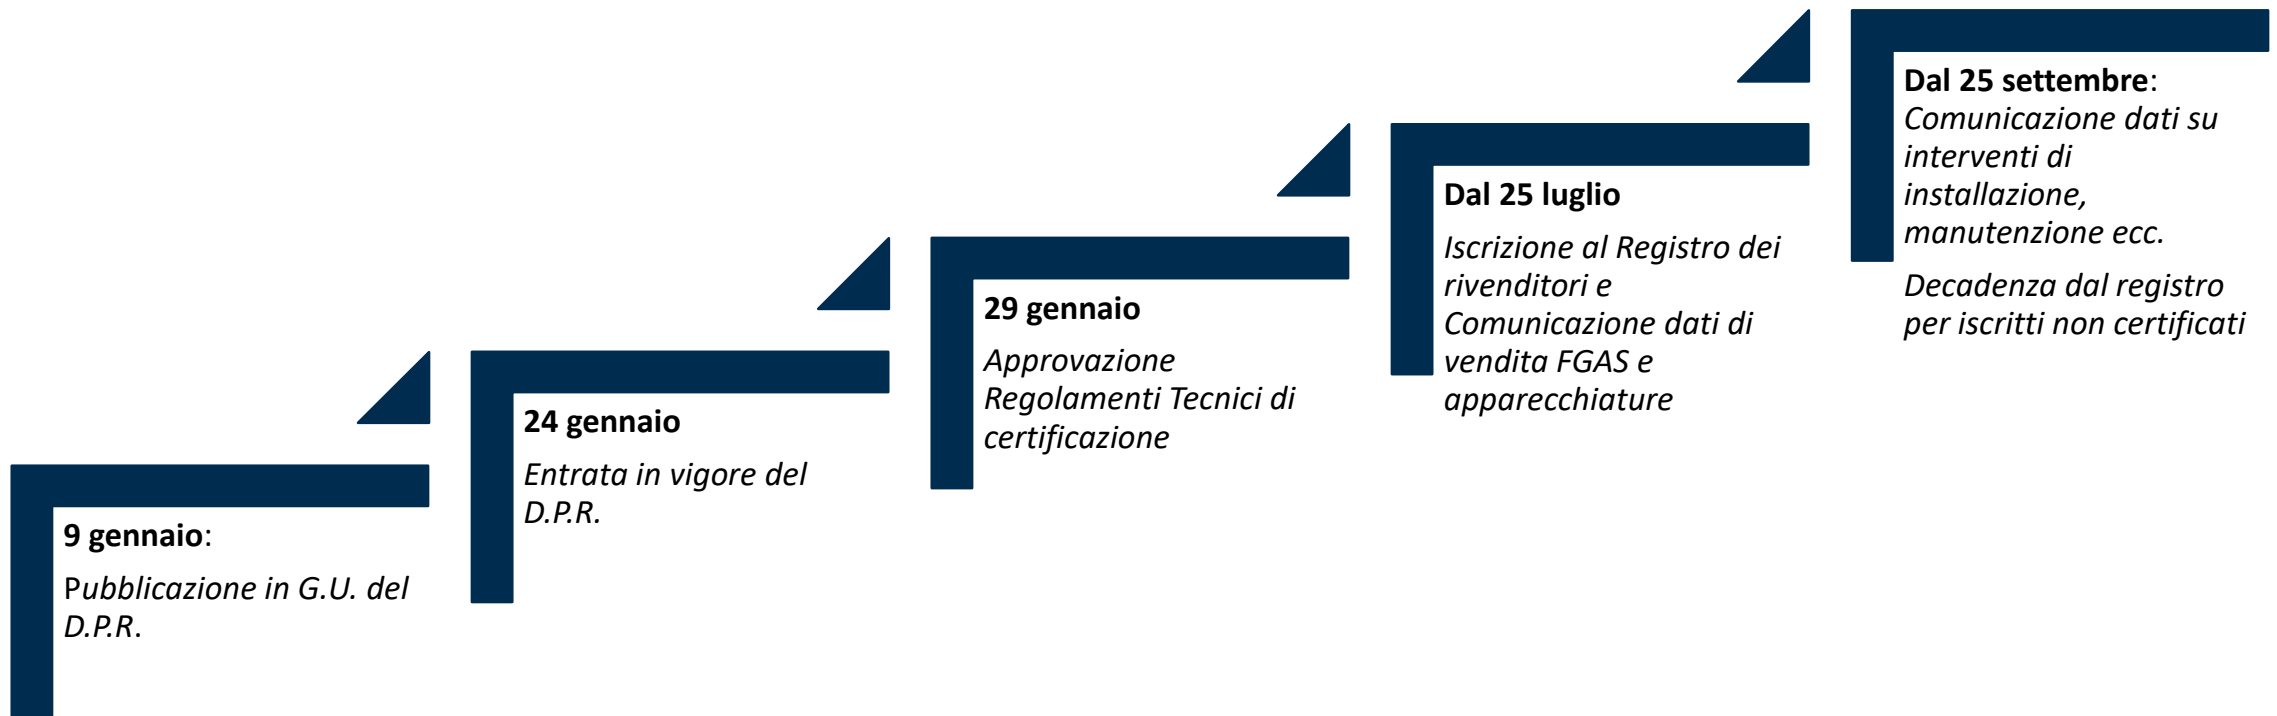 9 gennaio:
Pubblicazione in G.U. del
D.P.R.
24 gennaio
Entrata in vigore del
D.P.R.
29 gennaio
Approvazione
Regolamenti Tecnici di
certificazione
Dal 25 luglio
Iscrizione al Registro dei
rivenditori e
Comunicazione dati di
vendita FGAS e
apparecchiature
Dal 25 settembre:
Comunicazione dati su
interventi di
installazione,
manutenzione ecc.
Decadenza dal registro
per iscritti non certificati